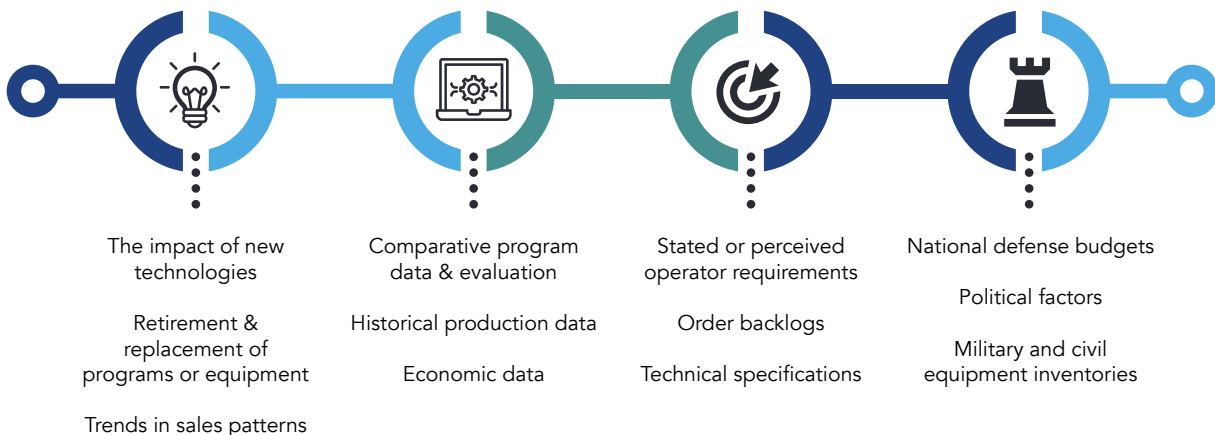 The impact of new
technologies
Retirement &
replacement of
programs or equipment
Trends in sales patterns
Comparative program
data & evaluation
Historical production data
Economic data
Stated or perceived
operator requirements
Order backlogs
Technical specifications
National defense budgets
Political factors
Military and civil
equipment inventories